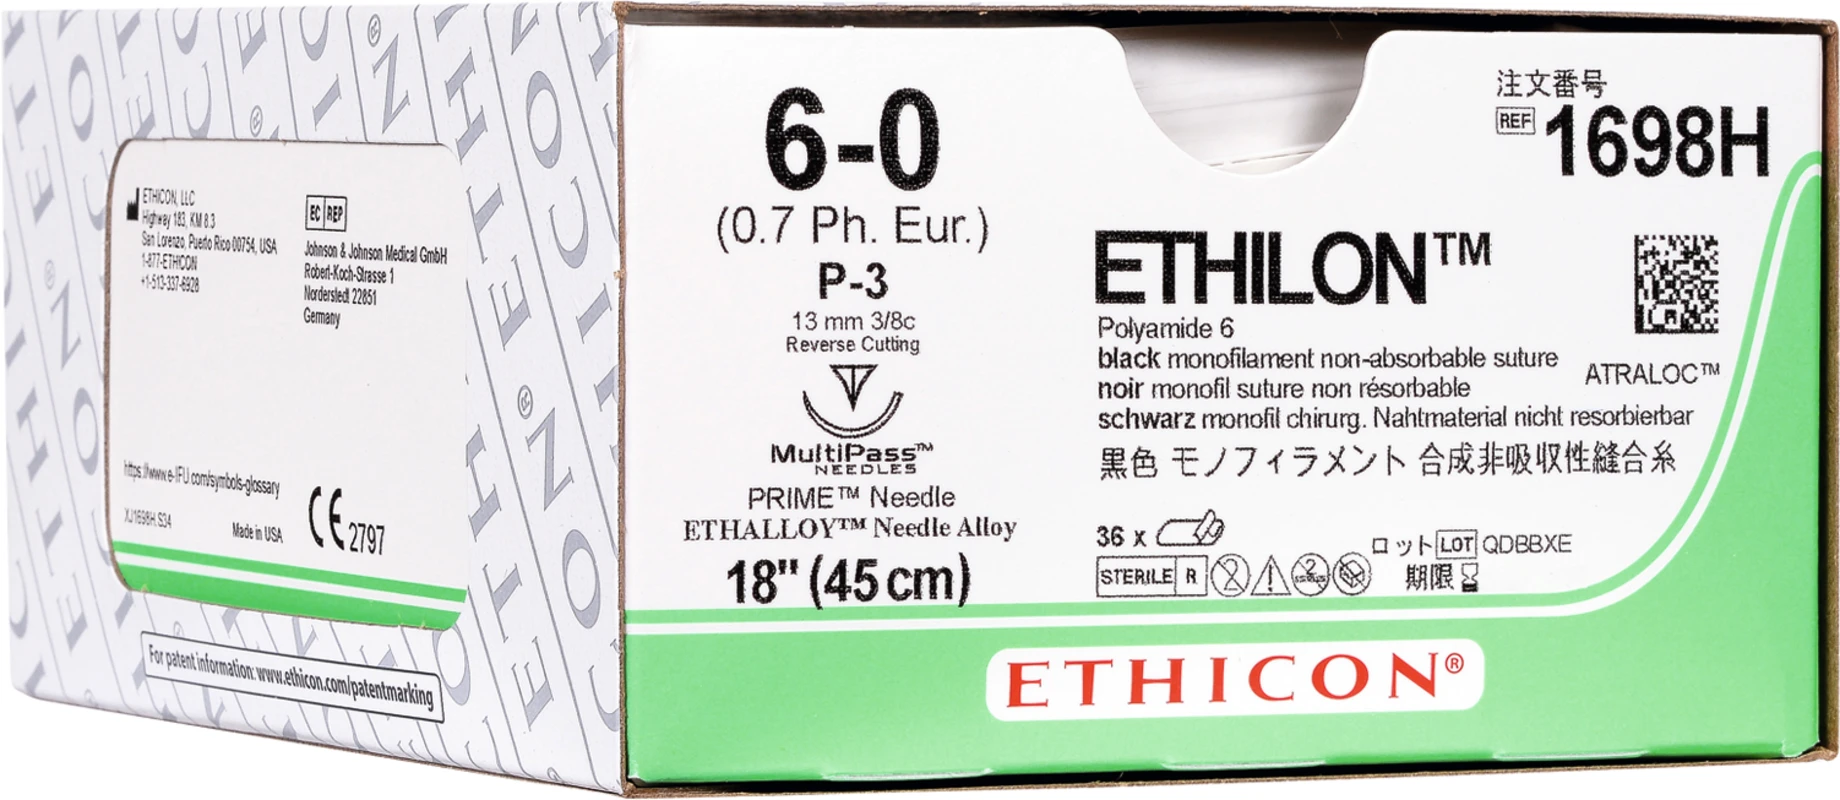 ETHICON, LLC
Highway 183, KM 8.3
San Lorenzo, Puerto Rico 00754, USA
1-877-ETHICON
+1-513-337-6928
EC REP
Johnson & Johnson Medical GmbH
Robert-Koch-Strasse 1
Norderstedt 22851
Germany
https://www.e-IFU.com/symbols-glossary
XJ1698H.S34
Made in USA
CE 2797
For patent information: www.ethicon.com/patentmarking
6-0
(0.7 Ph. Eur.)
P-3
13 mm 3/8c
Reverse Cutting
MultiPass™
NEEDLES
PRIME™ Needle
ETHALLOY™ Needle Alloy
18" (45 cm)
注文番号
REF 1698H
ETHILON™
Polyamide 6
black monofilament non-absorbable suture
ATRALOC™
noir monofil suture non résorbable
schwarz monofil chirurg. Nahtmaterial nicht resorbierbar
黒色 モノフィラメント 合成非吸収性縫合糸
36 x
STERILE R
ロット LOT QDBBXE
期限
ETHICON®